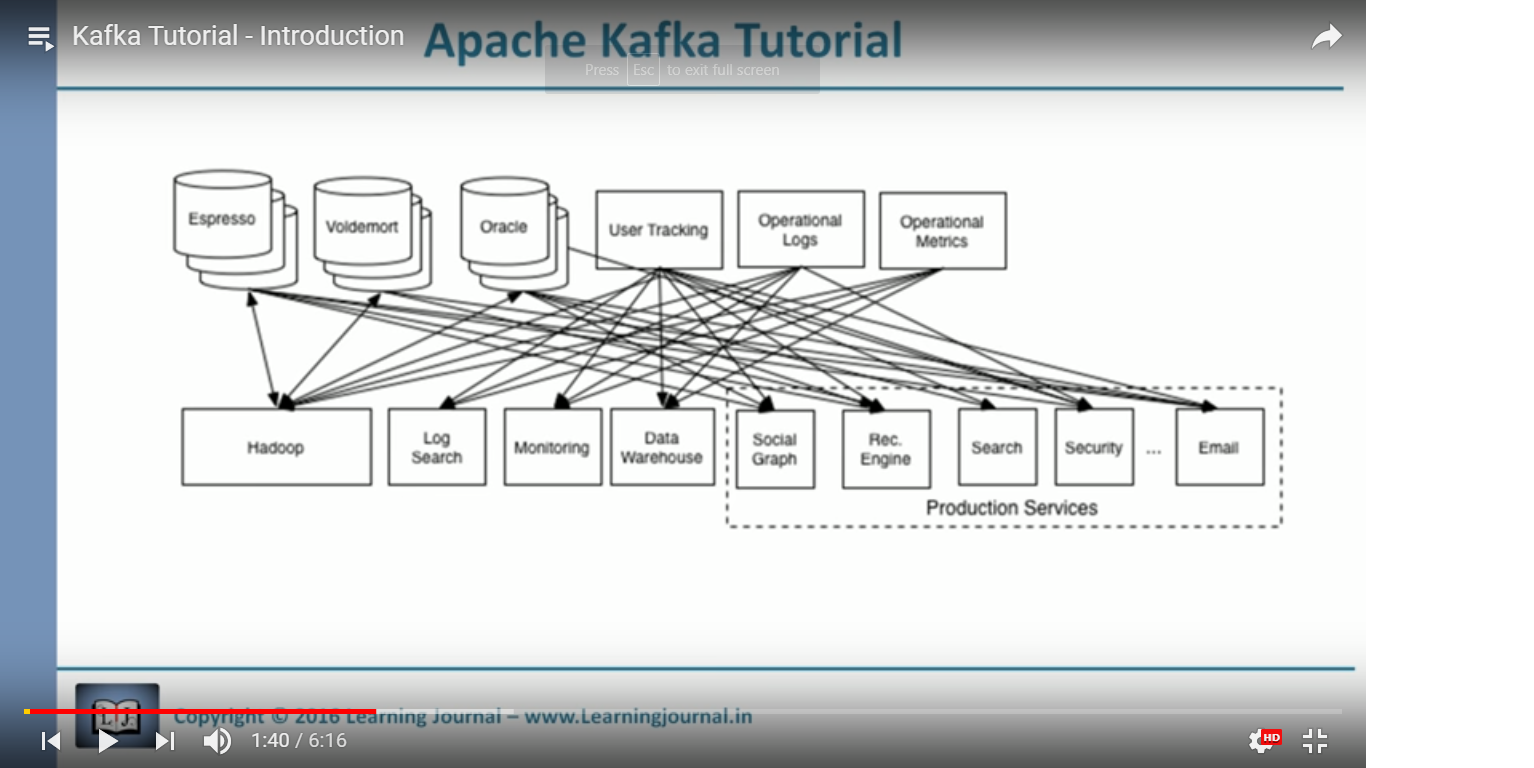 Kafka Tutorial - Introduction
Apache Kafka Tutorial
Press Esc to exit full screen
Espresso
Voldemort
Oracle
User Tracking
Operational
Logs
Operational
Metrics
Hadoop
Log
Search
Monitoring
Data
Warehouse
Social
Graph
Rec.
Engine
Search
Security
...
Email
Production Services
LJ
Copyright © 2016 Learning Journal – www.Learningjournal.in
1:40 / 6:16
HD